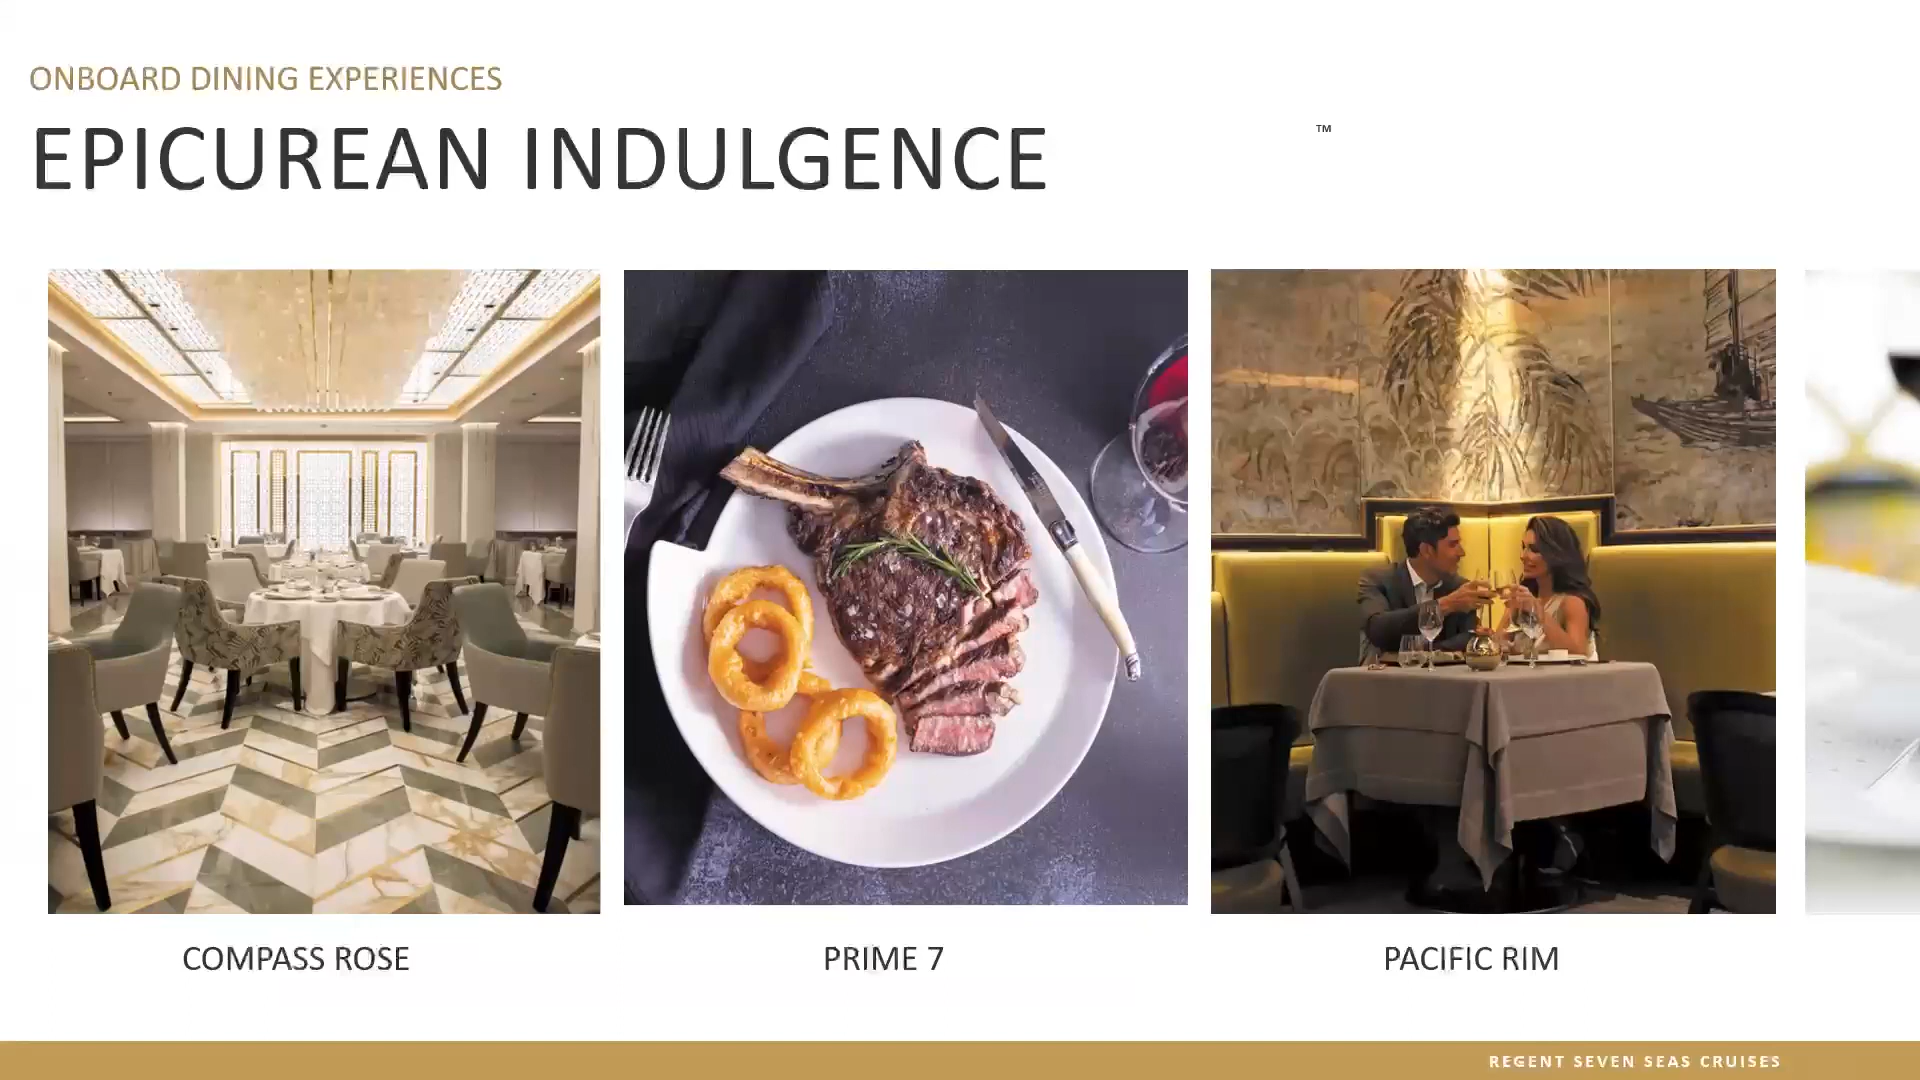 ONBOARD DINING EXPERIENCES
EPICUREAN INDULGENCE
™
COMPASS ROSE
PRIME 7
PACIFIC RIM
REGENT SEVEN SEAS CRUISES